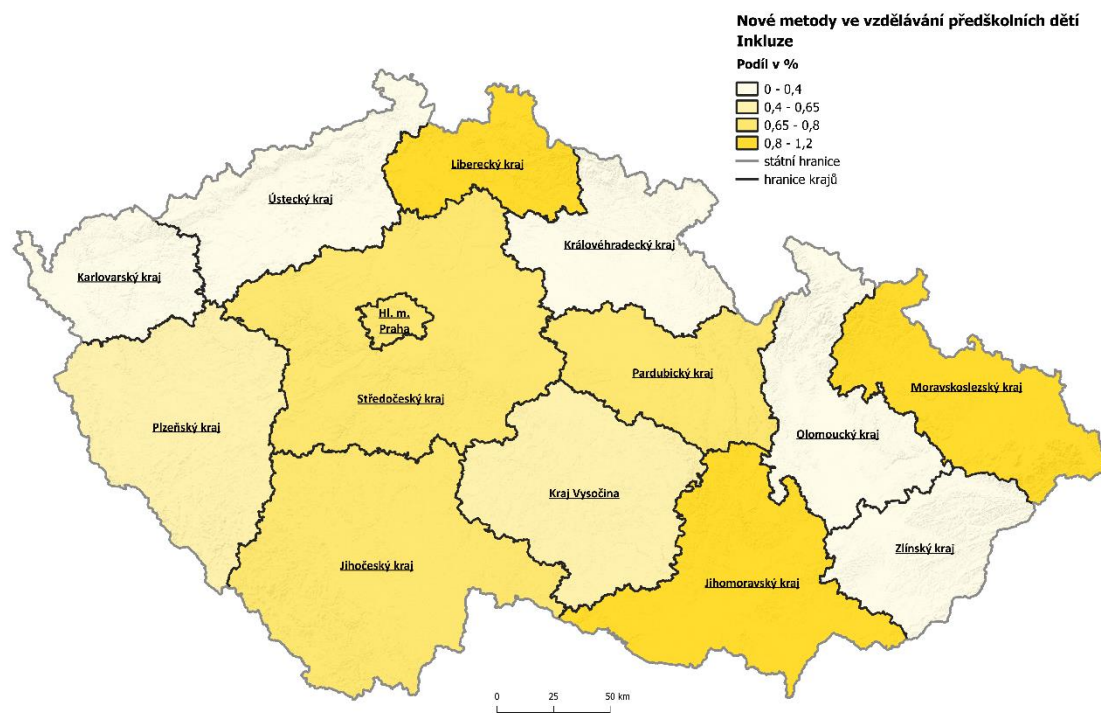 Nové metody ve vzdělávání předškolních dětí
Inkluze
Podíl v %
0 - 0,4
0,4 - 0,65
0,65 - 0,8
0,8 - 1,2
státní hranice
hranice krajů
Liberecký kraj
Ústecký kraj
Královéhradecký kraj
Karlovarský kraj
Hl. m.
Praha
Pardubický kraj
Moravskoslezský kraj
Středočeský kraj
Plzeňský kraj
Olomoucký kraj
Kraj Vysočina
Zlínský kraj
Jihočeský kraj
Jihomoravský kraj
0 25 50 km